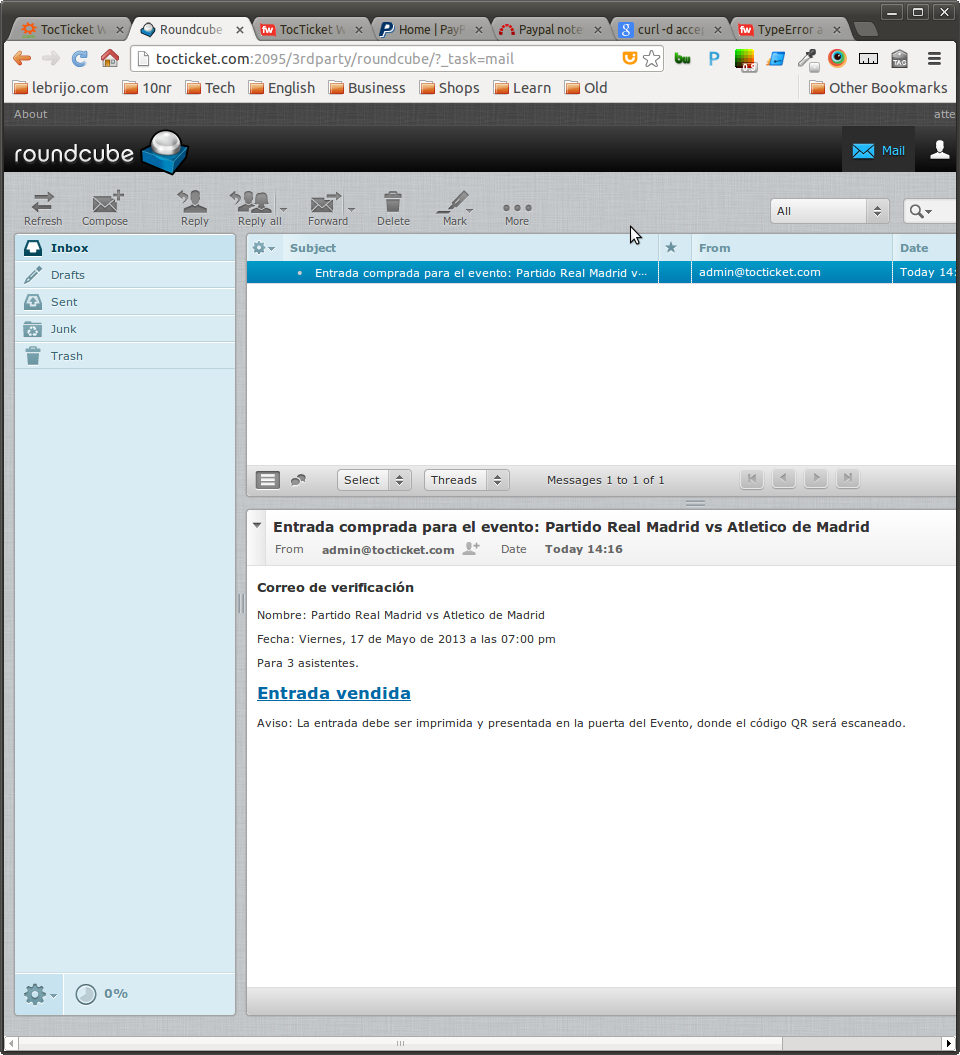 TocTicket W
Roundcube
TocTicket W
Home | PayP
Paypal note
curl -d accep
TypeError a
tocticket.com:2095/3rdparty/roundcube/?_task=mail
bw
P
0.9
TAG
lebrijo.com
10nr
Tech
English
Business
Shops
Learn
Old
Other Bookmarks
About
atte
roundcube
Mail
Refresh
Compose
Reply
Reply all
Forward
Delete
Mark
More
All
Inbox
Drafts
Sent
Junk
Trash
Subject
From
Date
Entrada comprada para el evento: Partido Real Madrid v...
admin@tocticket.com
Today 14:
Select
Threads
Messages 1 to 1 of 1
Entrada comprada para el evento: Partido Real Madrid vs Atletico de Madrid
From admin@tocticket.com Date Today 14:16
Correo de verificación
Nombre: Partido Real Madrid vs Atletico de Madrid
Fecha: Viernes, 17 de Mayo de 2013 a las 07:00 pm
Para 3 asistentes.
Entrada vendida
Aviso: La entrada debe ser imprimida y presentada en la puerta del Evento, donde el código QR será escaneado.
0%